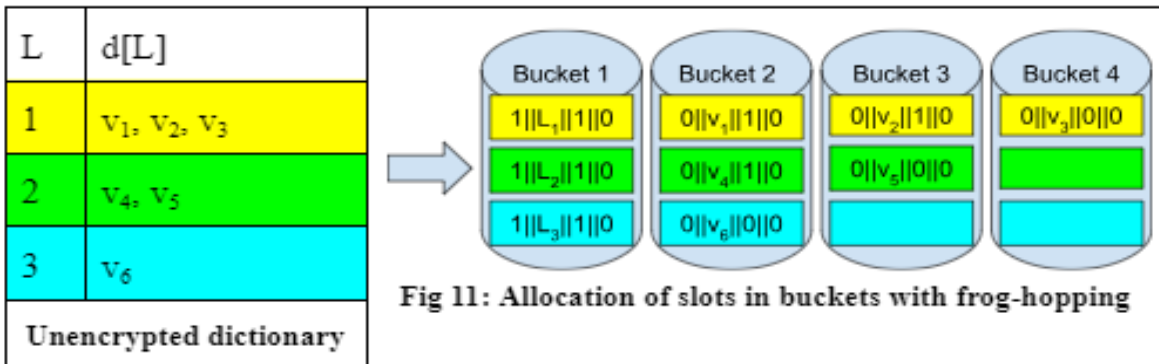 L d[L]
1 v₁, v₂, v₃
2 v₄, v₅
3 v₆
Unencrypted dictionary
Bucket 1 Bucket 2 Bucket 3 Bucket 4
1||L₁||1||0 0||v₁||1||0 0||v₂||1||0 0||v₃||0||0
1||L₂||1||0 0||v₄||1||0 0||v₅||0||0
1||L₃||1||0 0||v₆||0||0
Fig 11: Allocation of slots in buckets with frog-hopping